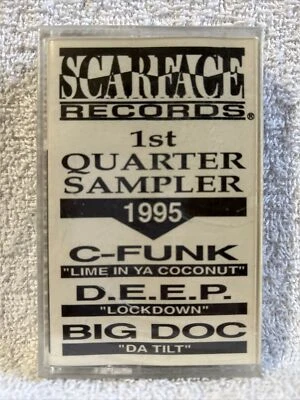 SCARFACE
RECORDS®
1st
QUARTER
SAMPLER
1995
C-FUNK
"LIME IN YA COCONUT"
D.E.E.P.
"LOCKDOWN"
BIG DOC
"DA TILT"